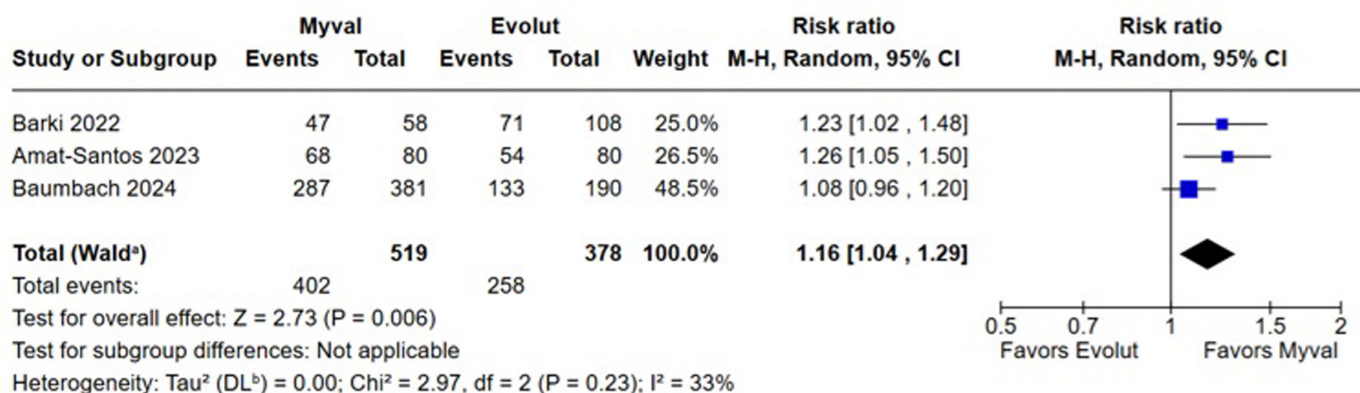 Myval Evolut Risk ratio Risk ratio
Study or Subgroup Events Total Events Total Weight M-H, Random, 95% CI M-H, Random, 95% CI
Barki 2022 47 58 71 108 25.0% 1.23 [1.02 , 1.48]
Amat-Santos 2023 68 80 54 80 26.5% 1.26 [1.05 , 1.50]
Baumbach 2024 287 381 133 190 48.5% 1.08 [0.96 , 1.20]
Total (Waldᵃ) 519 378 100.0% 1.16 [1.04 , 1.29]
Total events: 402 258
Test for overall effect: Z = 2.73 (P = 0.006)
0.5 0.7 1 1.5 2
Test for subgroup differences: Not applicable
Favors Evolut Favors Myval
Heterogeneity: Tau² (DLᵇ) = 0.00; Chi² = 2.97, df = 2 (P = 0.23); I² = 33%